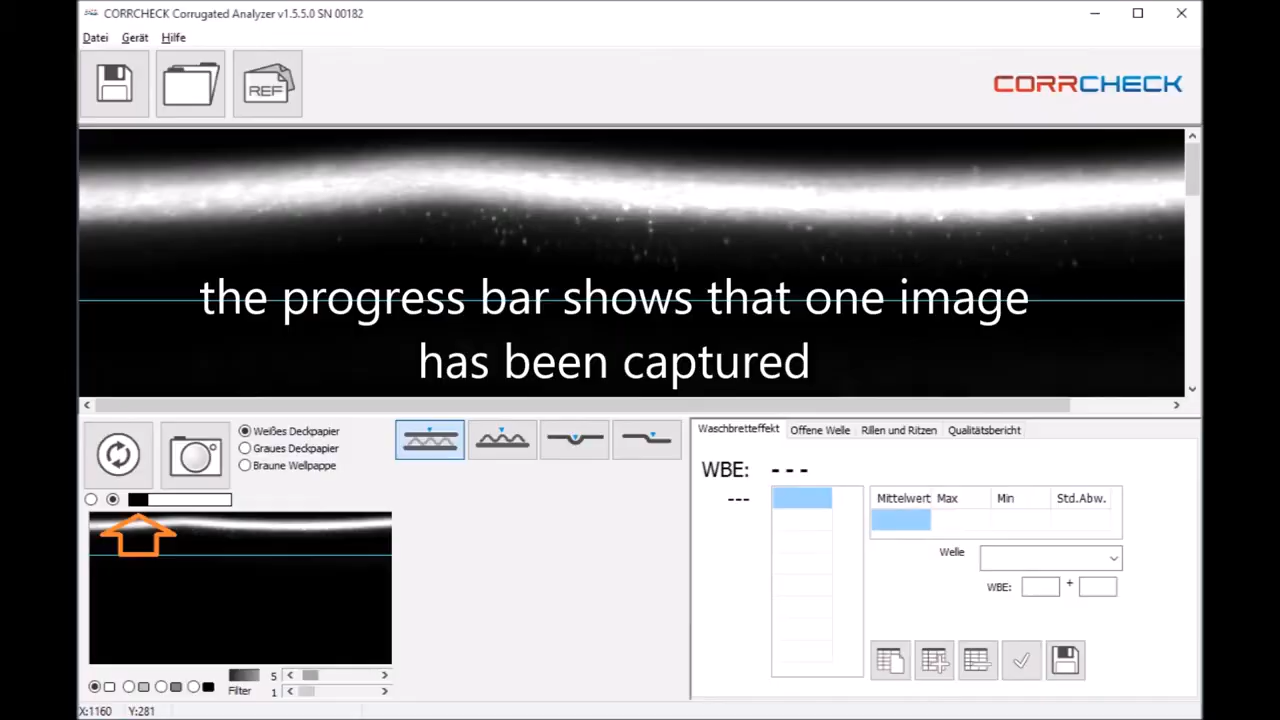 CORRCHECK Corrugated Analyzer v1.5.5.0 SN 00182
Datei Gerät Hilfe
REF
CORRCHECK
the progress bar shows that one image
has been captured
Weißes Deckpapier
Graues Deckpapier
Braune Wellpappe
Waschbretteffekt Offene Welle Rillen und Ritzen Qualitätsbericht
WBE: - - -
---
Mittelwert Max Min Std.Abw.
Welle
WBE: +
5
Filter 1
X:1160 Y:281